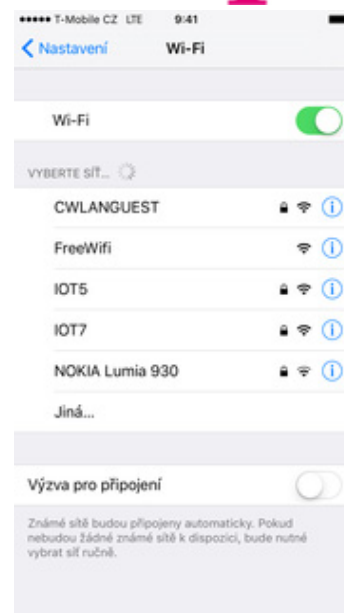 T-Mobile CZ LTE 9:41
Nastavení Wi-Fi
Wi-Fi
VYBERTE SÍŤ...
CWLANGUEST
FreeWifi
IOT5
IOT7
NOKIA Lumia 930
Jiná...
Výzva pro připojení
Známé sítě budou připojeny automaticky. Pokud
nebudou žádné známé sítě k dispozici, bude nutné
vybrat síť ručně.